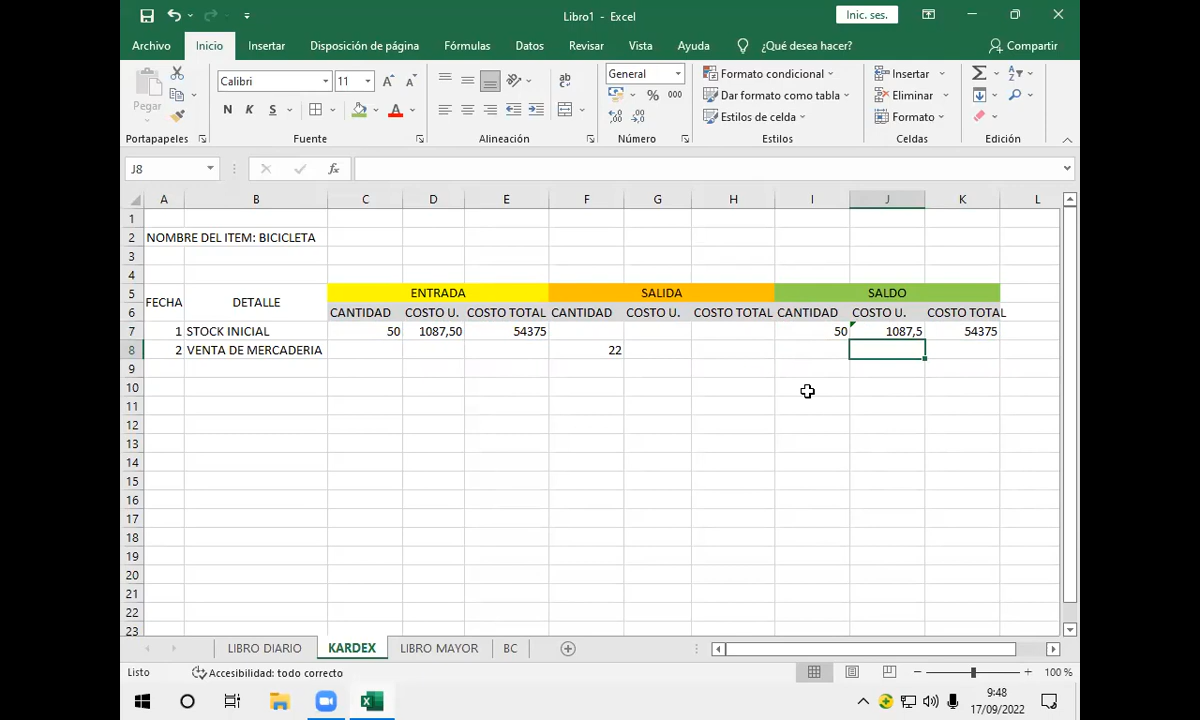 Libro1 - Excel
Inic. ses.
Archivo Inicio Insertar Disposición de página Fórmulas Datos Revisar Vista Ayuda ¿Qué desea hacer? Compartir
Pegar
Calibri 11
N K S
General
% 000
Formato condicional
Dar formato como tabla
Estilos de celda
Insertar
Eliminar
Formato
Portapapeles Fuente Alineación Número Estilos Celdas Edición
J8 fx
A B C D E F G H I J K L
1
2 NOMBRE DEL ITEM: BICICLETA
3
4
5 FECHA DETALLE ENTRADA SALIDA SALDO
6 CANTIDAD COSTO U. COSTO TOTAL CANTIDAD COSTO U. COSTO TOTAL CANTIDAD COSTO U. COSTO TOTAL
7 1 STOCK INICIAL 50 1087,50 54375 50 1087,5 54375
8 2 VENTA DE MERCADERIA 22
9
10
11
12
13
14
15
16
17
18
19
20
21
22
23
LIBRO DIARIO KARDEX LIBRO MAYOR BC
Listo Accesibilidad: todo correcto 100 %
9:48
17/09/2022